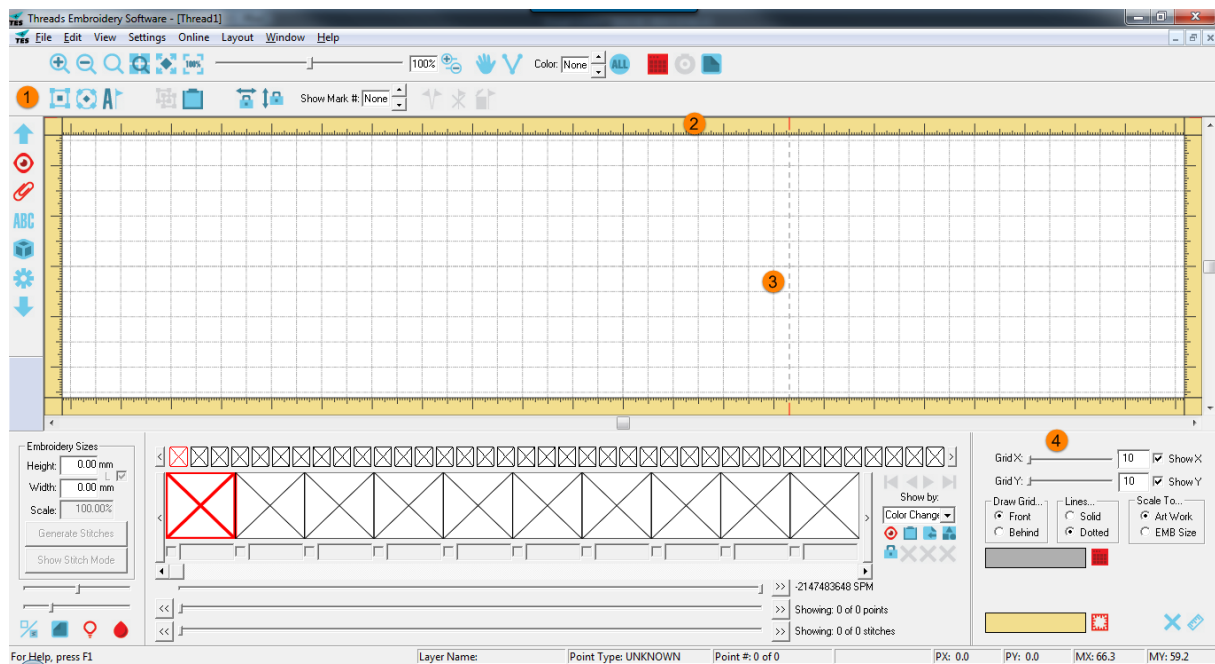 TES Threads Embroidery Software - [Thread1]
TES File Edit View Settings Online Layout Window Help
100% 100% Color: None ALL
1 A Show Mark #: None
2
ABC
3
4
Embroidery Sizes
Height: 0.00 mm
L
Width: 0.00 mm
Scale: 100.00%
Generate Stitches
Show Stitch Mode
Show by:
Color Change
<< >> -2147483648 SPM
<< >> Showing: 0 of 0 points
<< >> Showing: 0 of 0 stitches
Grid X: 10 Show X
Grid Y: 10 Show Y
Draw Grid... Lines... Scale To...
Front Solid Art Work
Behind Dotted EMB Size
For Help, press F1 Layer Name: Point Type: UNKNOWN Point #: 0 of 0 PX: 0.0 PY: 0.0 MX: 66.3 MY: 59.2